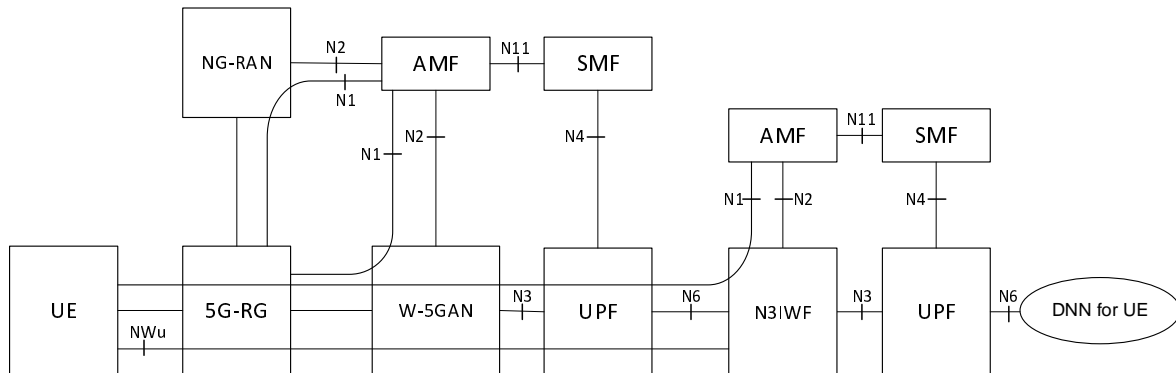 N2
N11
NG-RAN
AMF
SMF
N1
N11
N1
N2
N4
AMF
SMF
N1
N2
N4
UE
5G-RG
W-5GAN
N3
UPF
N6
N3IWF
N3
UPF
N6
DNN for UE
NWu